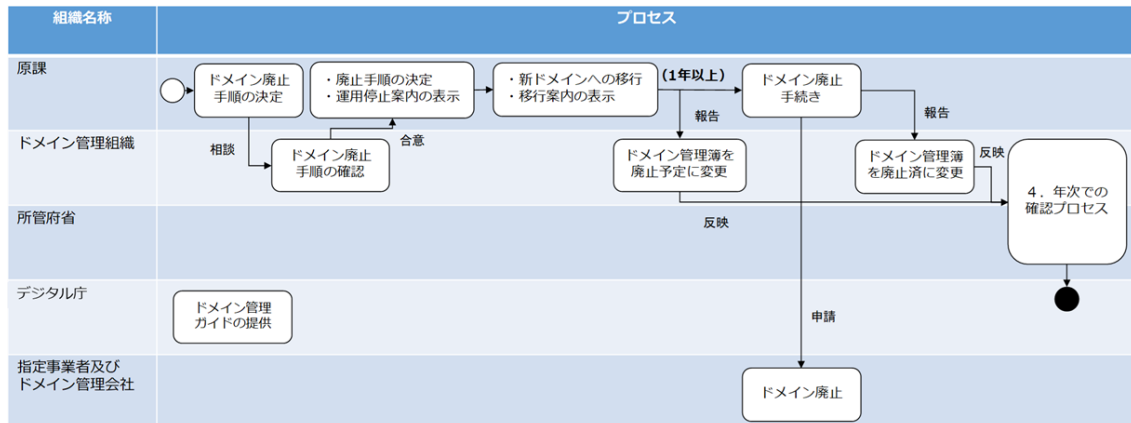 組織名称
プロセス
原課
ドメイン廃止
手順の決定
・廃止手順の決定
・運用停止案内の表示
・新ドメインへの移行
・移行案内の表示
（1年以上）
ドメイン廃止
手続き
報告
報告
ドメイン管理組織
相談
ドメイン廃止
手順の確認
合意
ドメイン管理簿を
廃止予定に変更
ドメイン管理簿
を廃止済に変更
反映
４．年次での
確認プロセス
所管府省
反映
デジタル庁
ドメイン管理
ガイドの提供
申請
指定事業者及び
ドメイン管理会社
ドメイン廃止